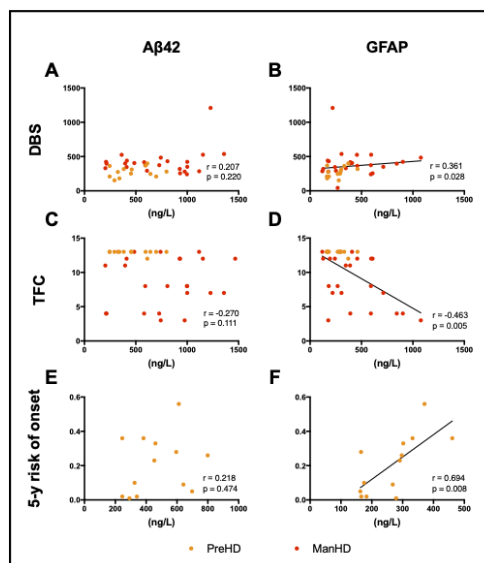 Aβ42 GFAP
A B
DBS
1500 1500
1000 1000
500 500
r = 0.207 r = 0.361
p = 0.220 p = 0.028
0 0
0 500 1000 1500 0 500 1000 1500
(ng/L) (ng/L)
C D
TFC
15 15
10 10
5 5
r = -0.270 r = -0.463
p = 0.111 p = 0.005
0 0
0 500 1000 1500 0 500 1000 1500
(ng/L) (ng/L)
E F
5-y risk of onset
0.6 0.6
0.4 0.4
0.2 0.2
r = 0.218 r = 0.694
p = 0.474 p = 0.008
0.0 0.0
0 200 400 600 800 1000 0 100 200 300 400 500
(ng/L) (ng/L)
PreHD ManHD